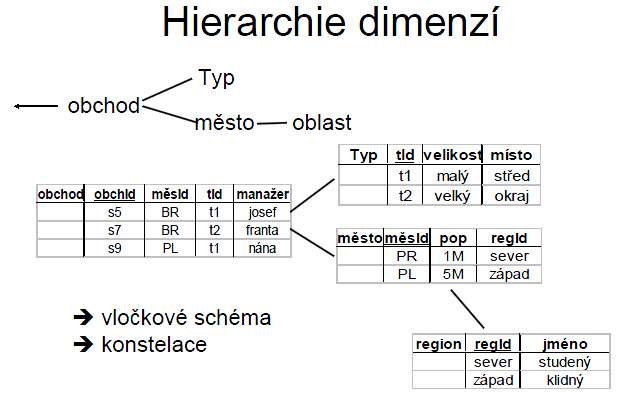 Hierarchie dimenzí
Typ
obchod
město oblast
Typ tId velikost místo
t1 malý střed
t2 velký okraj
obchod obchId měsId tId manažer
s5 BR t1 josef
s7 BR t2 franta
s9 PL t1 nána
město měsId pop regId
PR 1M sever
PL 5M západ
➔ vločkové schéma
➔ konstelace
region regId jméno
sever studený
západ klidný